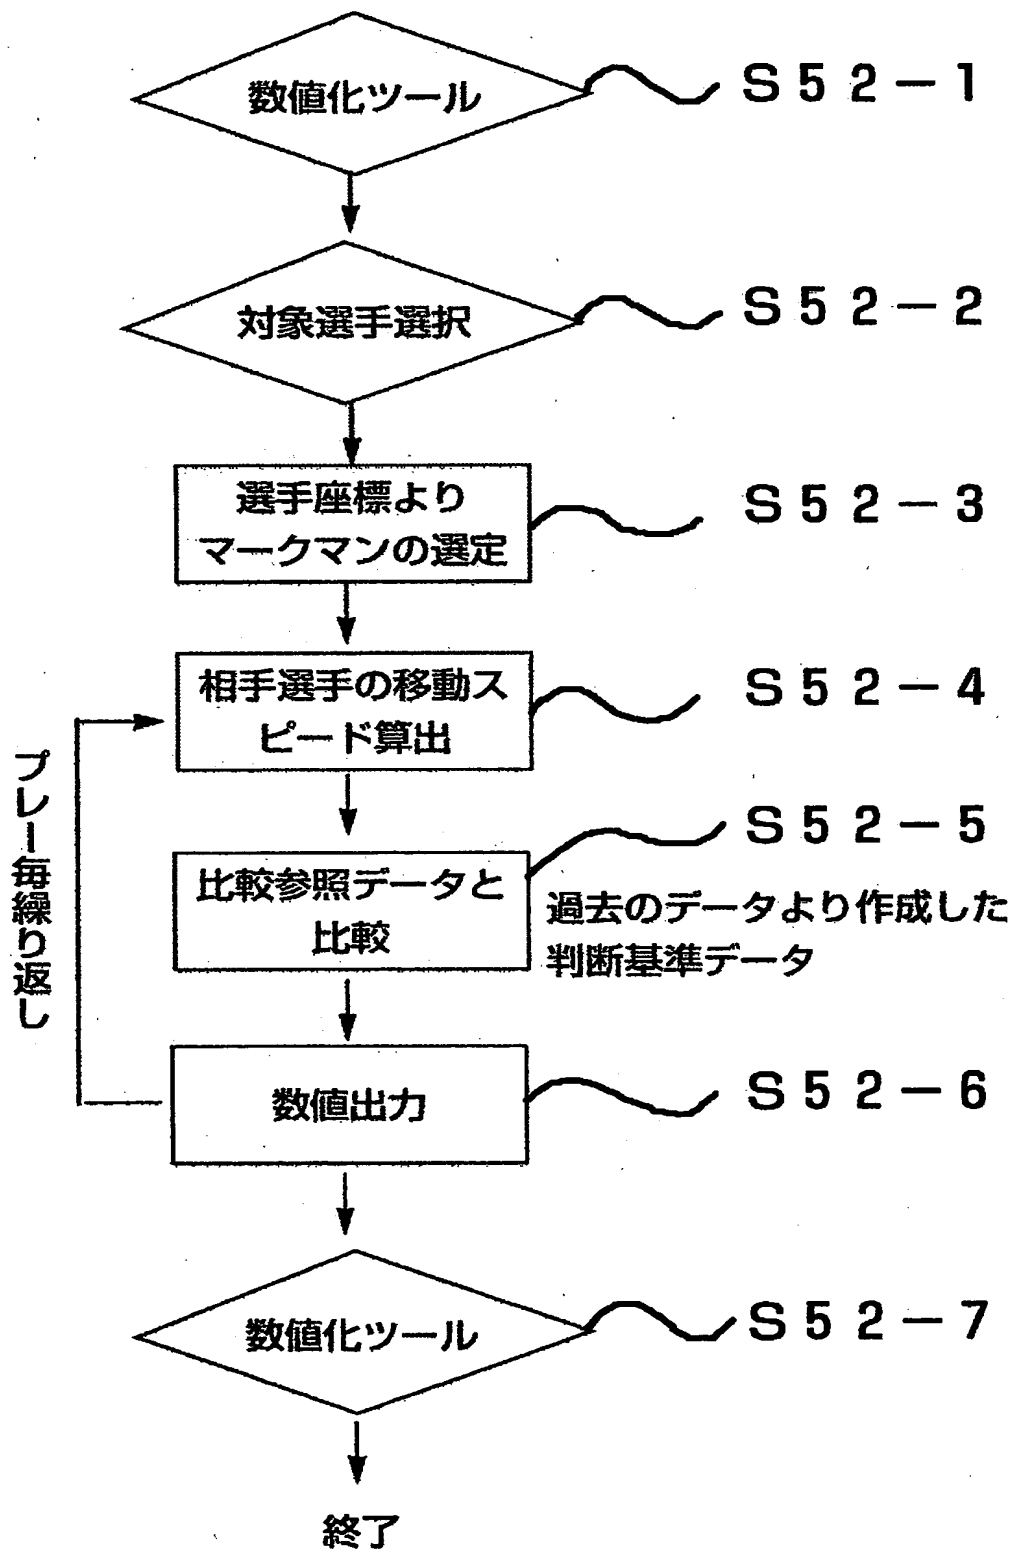 数値化ツール
S52-1
対象選手選択
S52-2
選手座標より
マークマンの選定
S52-3
相手選手の移動ス
ピード算出
S52-4
プレー毎繰り返し
比較参照データと
比較
S52-5
過去のデータより作成した
判断基準データ
数値出力
S52-6
数値化ツール
S52-7
終了